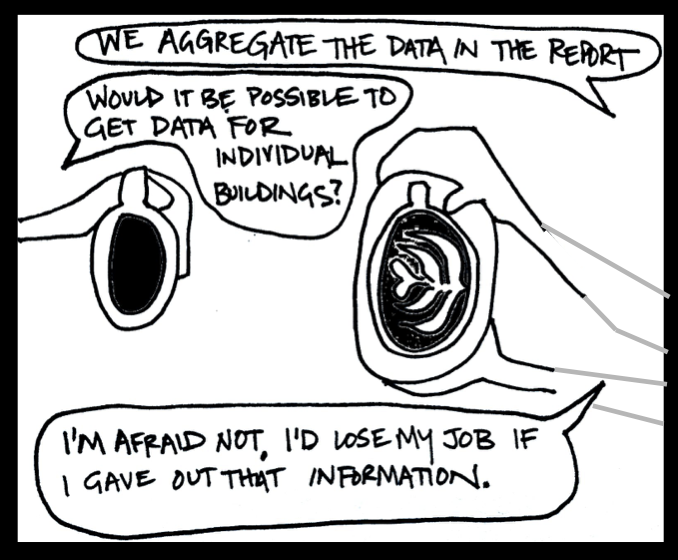 WE AGGREGATE THE DATA IN THE REPORT
WOULD IT BE POSSIBLE TO
GET DATA FOR
INDIVIDUAL
BUILDINGS?
I'M AFRAID NOT, I'D LOSE MY JOB IF
I GAVE OUT THAT INFORMATION.